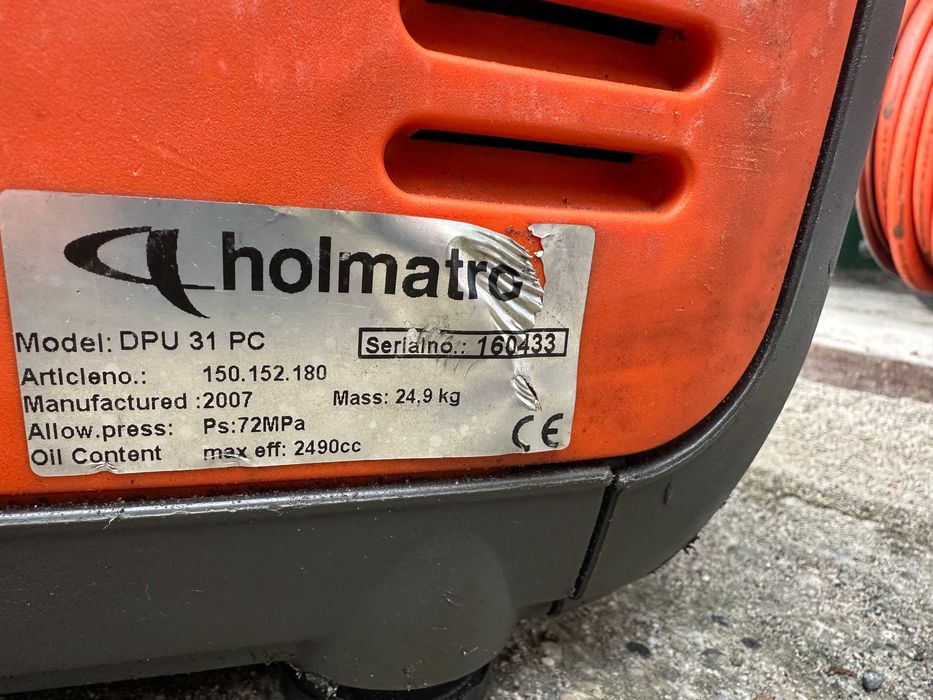 holmatro
Model: DPU 31 PC Serialno.: 160433
Articleno.: 150.152.180
Manufactured :2007 Mass: 24,9 kg
Allow.press: Ps:72MPa
Oil Content max eff: 2490cc
CE